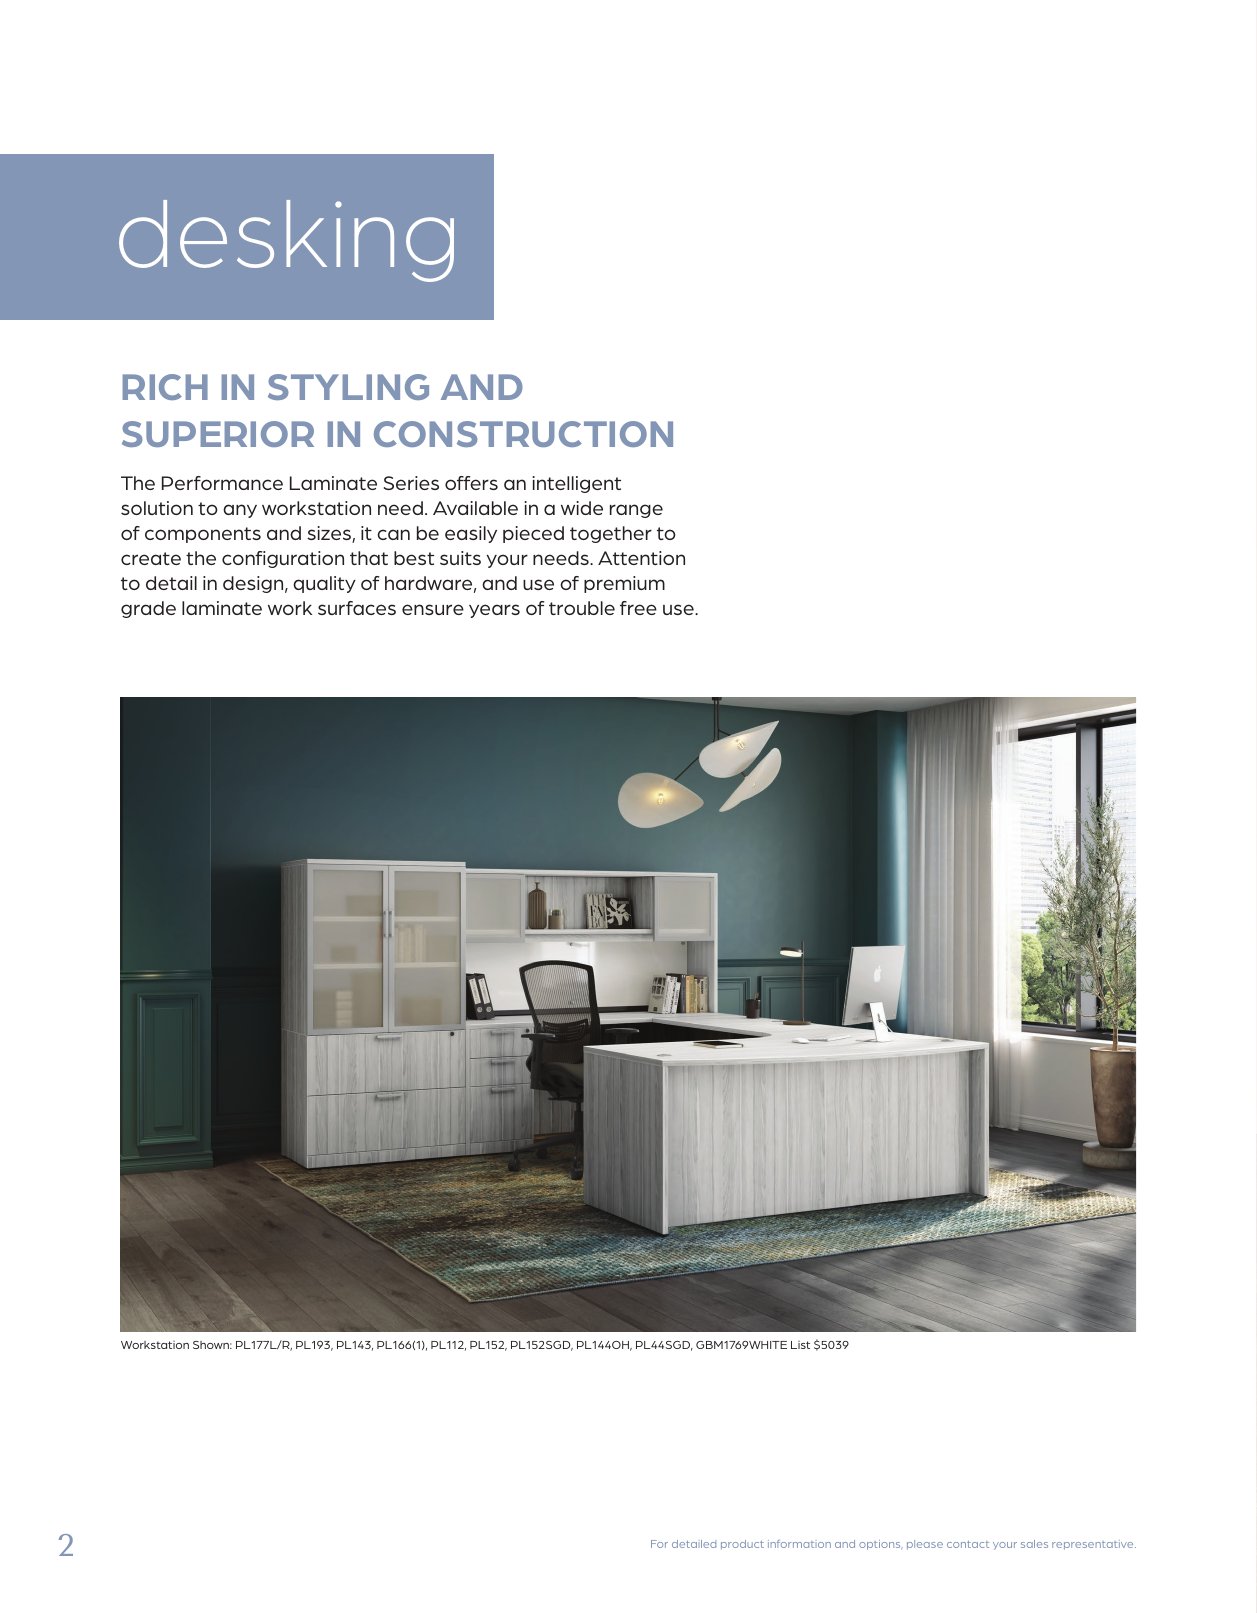 desking
RICH IN STYLING AND
SUPERIOR IN CONSTRUCTION
The Performance Laminate Series offers an intelligent
solution to any workstation need. Available in a wide range
of components and sizes, it can be easily pieced together to
create the configuration that best suits your needs. Attention
to detail in design, quality of hardware, and use of premium
grade laminate work surfaces ensure years of trouble free use.
Workstation Shown: PL177L/R, PL193, PL143, PL166(1), PL112, PL152, PL152SGD, PL144OH, PL44SGD, GBM1769WHITE List $5039
2
For detailed product information and options, please contact your sales representative.